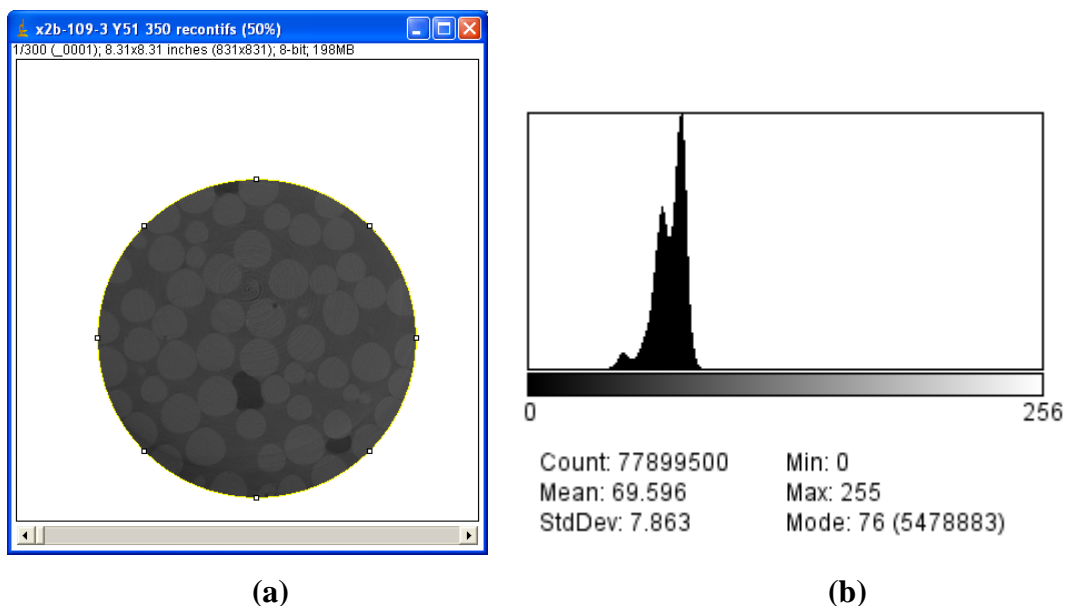 x2b-109-3 Y51 350 recontifs (50%)
1/300 (_0001); 8.31x8.31 inches (831x831); 8-bit; 198MB
0 256
Count: 77899500 Min: 0
Mean: 69.596 Max: 255
StdDev: 7.863 Mode: 76 (5478883)
(a) (b)